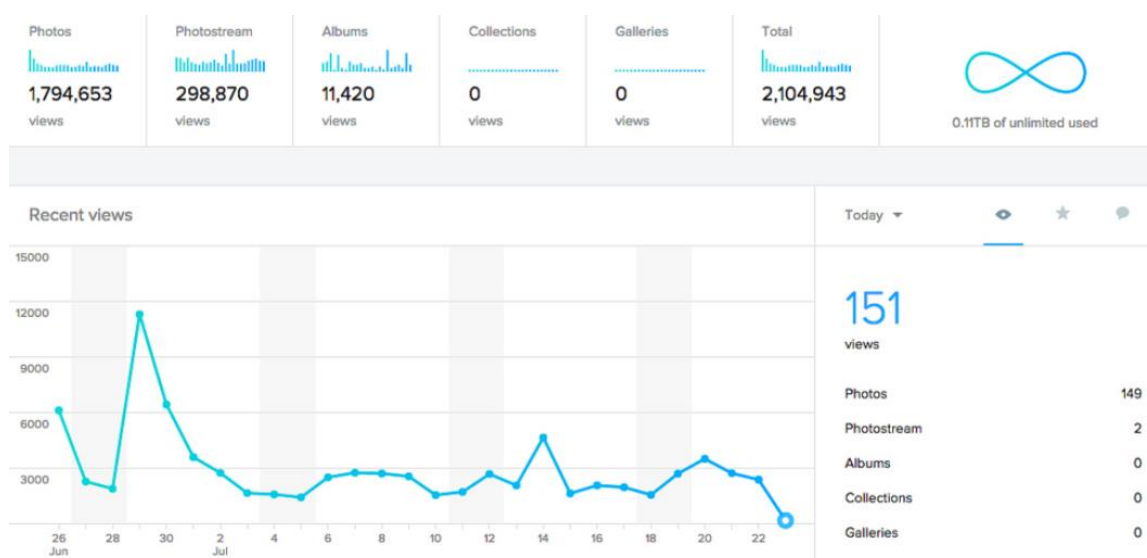 Photos Photostream Albums Collections Galleries Total
1,794,653 298,870 11,420 0 0 2,104,943
views views views views views views
0.11TB of unlimited used
Recent views
Today
15000
12000
9000
6000
3000
26 28 30 2 4 6 8 10 12 14 16 18 20 22
Jun Jul
151
views
Photos 149
Photostream 2
Albums 0
Collections 0
Galleries 0